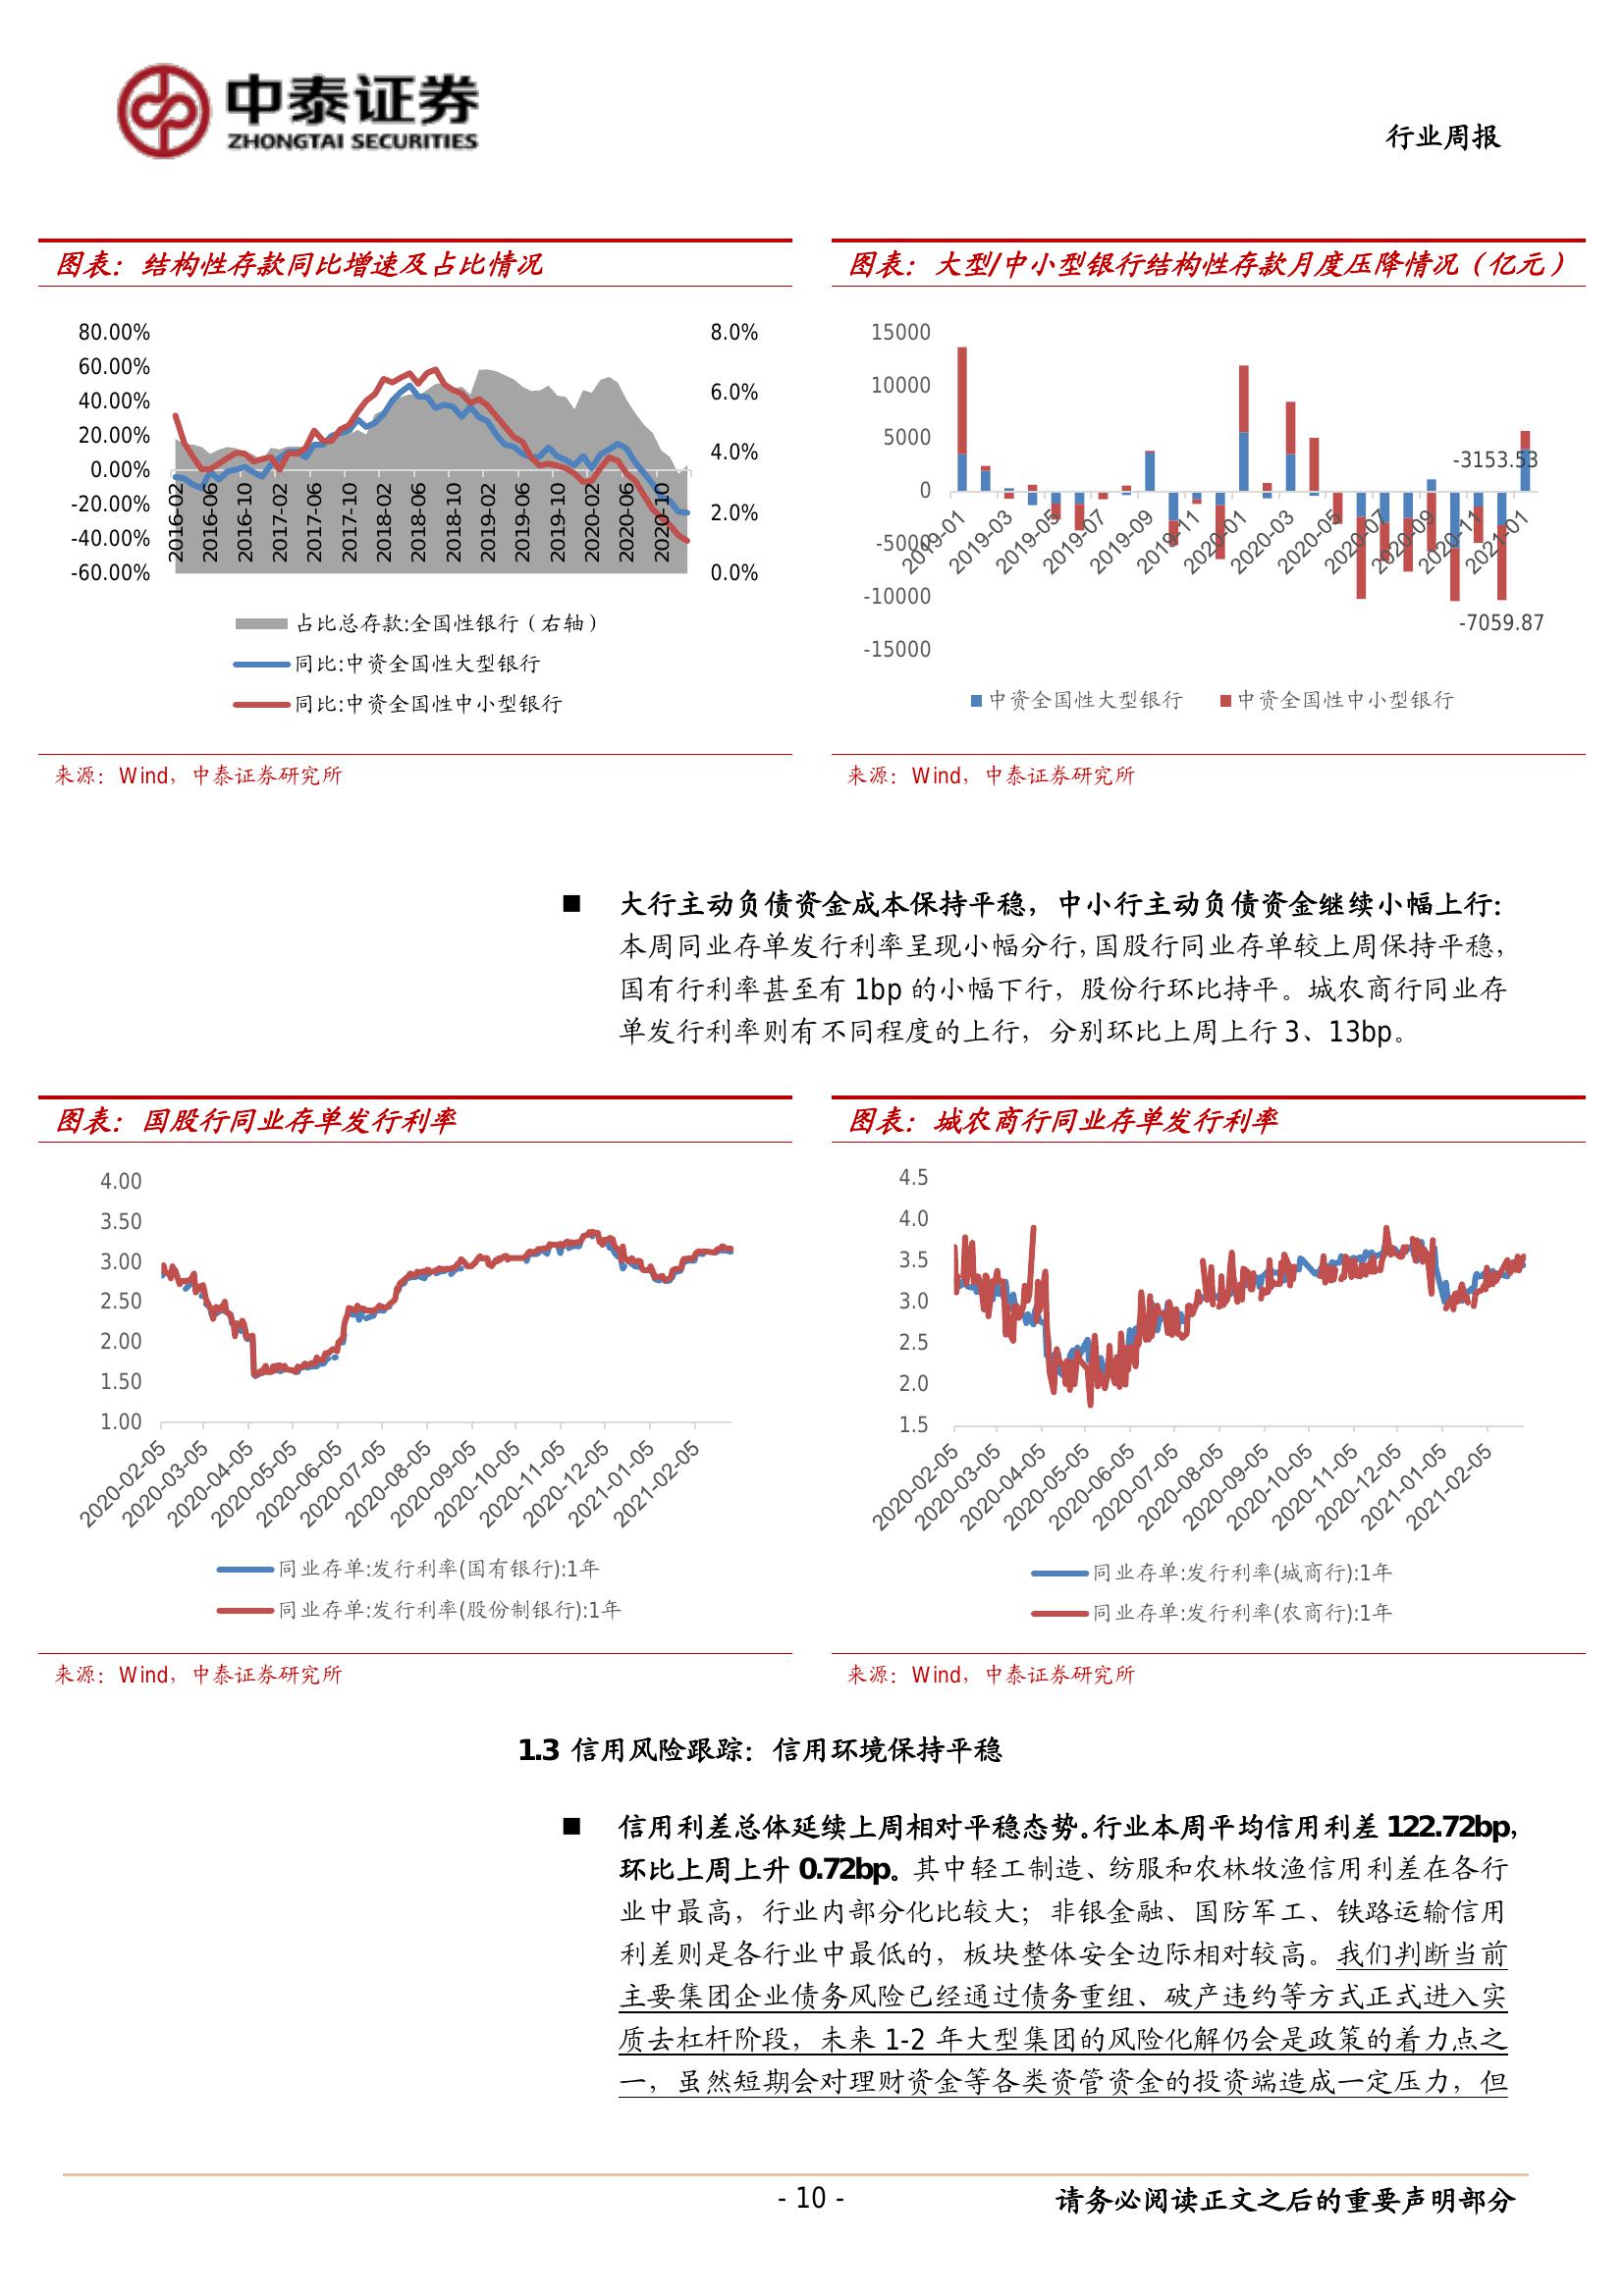 中泰证券
ZHONGTAI SECURITIES
行业周报
图表：结构性存款同比增速及占比情况
80.00%
60.00%
40.00%
20.00%
0.00%
-20.00%
-40.00%
-60.00%
8.0%
6.0%
4.0%
2.0%
0.0%
2016-02
2016-06
2016-10
2017-02
2017-06
2017-10
2018-02
2018-06
2018-10
2019-02
2019-06
2019-10
2020-02
2020-06
2020-10
占比总存款:全国性银行（右轴）
同比:中资全国性大型银行
同比:中资全国性中小型银行
来源：Wind，中泰证券研究所
图表：大型/中小型银行结构性存款月度压降情况（亿元）
15000
10000
5000
0
-5000
-10000
-15000
-3153.53
-7059.87
2019-01
2019-03
2019-05
2019-07
2019-09
2019-11
2020-01
2020-03
2020-05
2020-07
2020-09
2020-11
2021-01
中资全国性大型银行
中资全国性中小型银行
来源：Wind，中泰证券研究所
■ 大行主动负债资金成本保持平稳，中小行主动负债资金继续小幅上行：
本周同业存单发行利率呈现小幅分行，国股行同业存单较上周保持平稳，
国有行利率甚至有 1bp 的小幅下行，股份行环比持平。城农商行同业存
单发行利率则有不同程度的上行，分别环比上周上行 3、13bp。
图表：国股行同业存单发行利率
4.00
3.50
3.00
2.50
2.00
1.50
1.00
2020-02-05
2020-03-05
2020-04-05
2020-05-05
2020-06-05
2020-07-05
2020-08-05
2020-09-05
2020-10-05
2020-11-05
2020-12-05
2021-01-05
2021-02-05
同业存单:发行利率(国有银行):1年
同业存单:发行利率(股份制银行):1年
来源：Wind，中泰证券研究所
图表：城农商行同业存单发行利率
4.5
4.0
3.5
3.0
2.5
2.0
1.5
2020-02-05
2020-03-05
2020-04-05
2020-05-05
2020-06-05
2020-07-05
2020-08-05
2020-09-05
2020-10-05
2020-11-05
2020-12-05
2021-01-05
2021-02-05
同业存单:发行利率(城商行):1年
同业存单:发行利率(农商行):1年
来源：Wind，中泰证券研究所
1.3 信用风险跟踪：信用环境保持平稳
■ 信用利差总体延续上周相对平稳态势。行业本周平均信用利差 122.72bp，
环比上周上升 0.72bp。其中轻工制造、纺服和农林牧渔信用利差在各行
业中最高，行业内部分化比较大；非银金融、国防军工、铁路运输信用
利差则是各行业中最低的，板块整体安全边际相对较高。我们判断当前
主要集团企业债务风险已经通过债务重组、破产违约等方式正式进入实
质去杠杆阶段，未来 1-2 年大型集团的风险化解仍会是政策的着力点之
一，虽然短期会对理财资金等各类资管资金的投资端造成一定压力，但
- 10 -
请务必阅读正文之后的重要声明部分